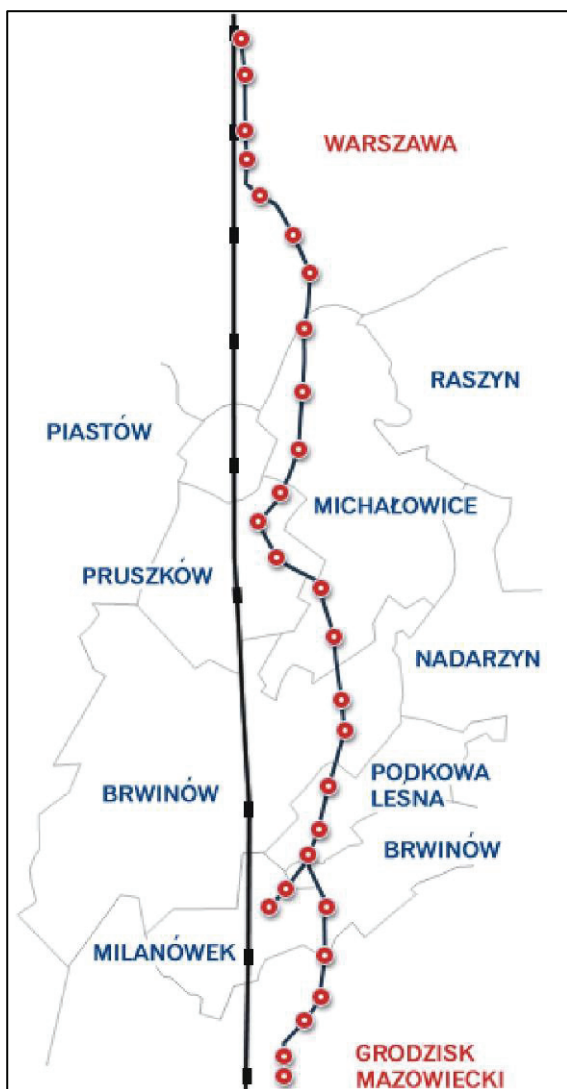 WARSZAWA
RASZYN
PIASTÓW
MICHAŁOWICE
PRUSZKÓW
NADARZYN
PODKOWA
LEŚNA
BRWINÓW
BRWINÓW
MILANÓWEK
GRODZISK
MAZOWIECKI